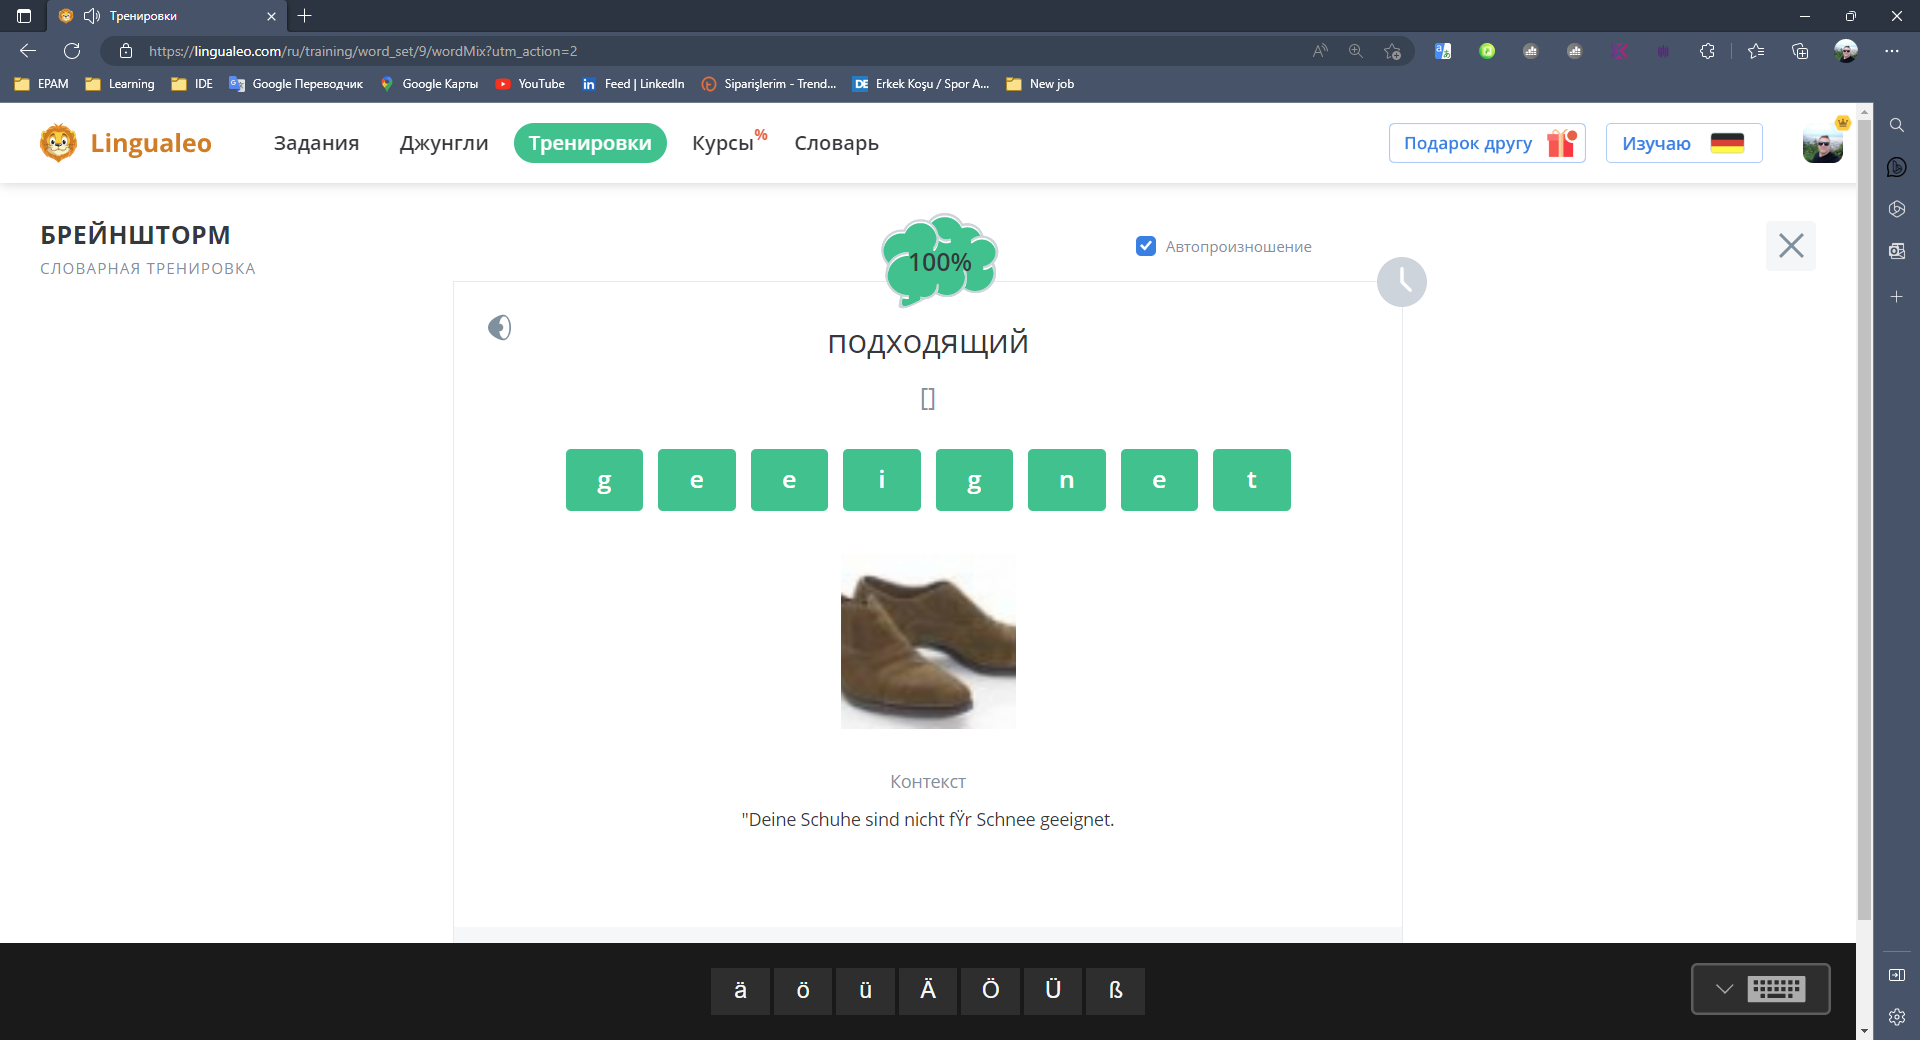 Тренировки
https://lingualeo.com/ru/training/word_set/9/wordMix?utm_action=2
EPAM Learning IDE Google Переводчик Google Карты YouTube Feed | LinkedIn Siparişlerim - Trend... Erkek Koşu / Spor A... New job
Lingualeo Задания Джунгли Тренировки Курсы% Словарь Подарок другу Изучаю
БРЕЙНШТОРМ
СЛОВАРНАЯ ТРЕНИРОВКА
100%
Автопроизношение
ПОДХОДЯЩИЙ
[]
g e e i g n e t
Контекст
"Deine Schuhe sind nicht fŸr Schnee geeignet.
ä ö ü Ä Ö Ü ß